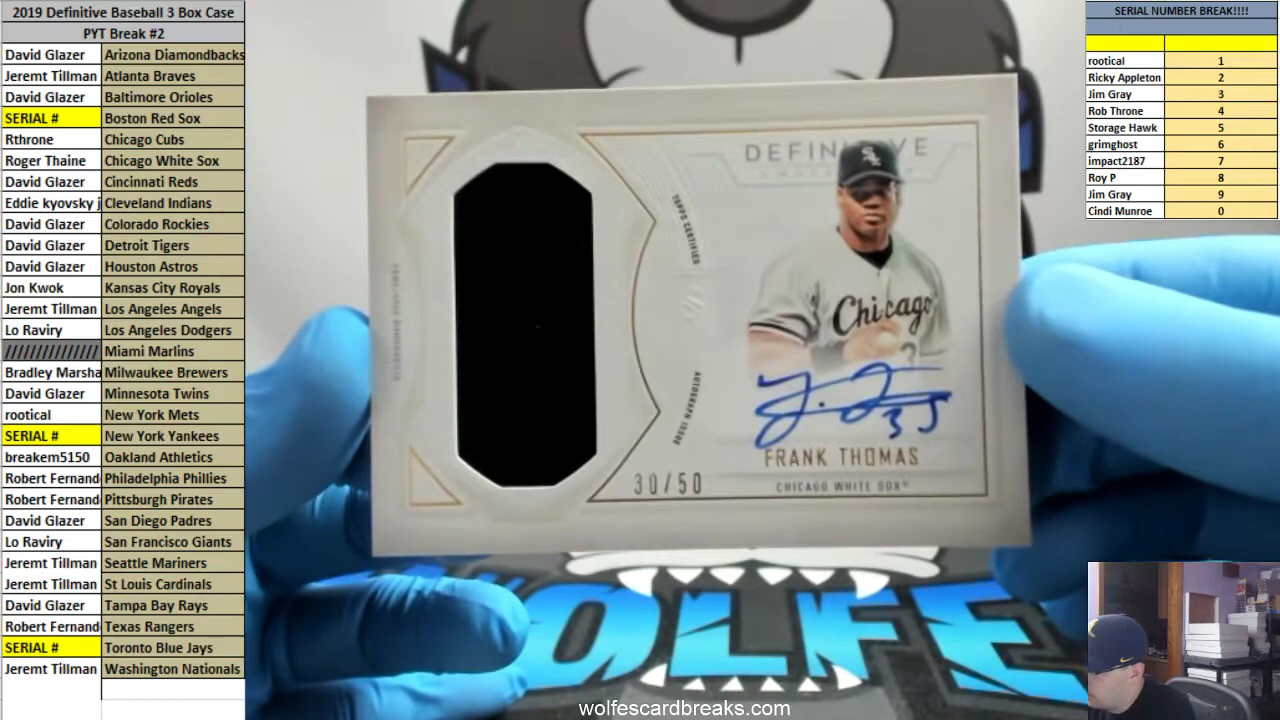 2019 Definitive Baseball 3 Box Case
PYT Break #2
David Glazer Arizona Diamondbacks
Jeremt Tillman Atlanta Braves
David Glazer Baltimore Orioles
SERIAL # Boston Red Sox
Rthrone Chicago Cubs
Roger Thaine Chicago White Sox
David Glazer Cincinnati Reds
Eddie kyovsky j Cleveland Indians
David Glazer Colorado Rockies
David Glazer Detroit Tigers
David Glazer Houston Astros
Jon Kwok Kansas City Royals
Jeremt Tillman Los Angeles Angels
Lo Raviry Los Angeles Dodgers
/////////////// Miami Marlins
Bradley Marsha Milwaukee Brewers
David Glazer Minnesota Twins
rootical New York Mets
SERIAL # New York Yankees
breakem5150 Oakland Athletics
Robert Fernand Philadelphia Phillies
Robert Fernand Pittsburgh Pirates
David Glazer San Diego Padres
Lo Raviry San Francisco Giants
Jeremt Tillman Seattle Mariners
Jeremt Tillman St Louis Cardinals
David Glazer Tampa Bay Rays
Robert Fernand Texas Rangers
SERIAL # Toronto Blue Jays
Jeremt Tillman Washington Nationals
DEFINITIVE
TOPPS CERTIFIED
AUTOGRAPH ISSUE
Chicago
35
FRANK THOMAS
30/50
CHICAGO WHITE SOX
WOLFE
wolfescardbreaks.com
SERIAL NUMBER BREAK!!!!
rootical 1
Ricky Appleton 2
Jim Gray 3
Rob Throne 4
Storage Hawk 5
grimghost 6
impact2187 7
Roy P 8
Jim Gray 9
Cindi Munroe 0